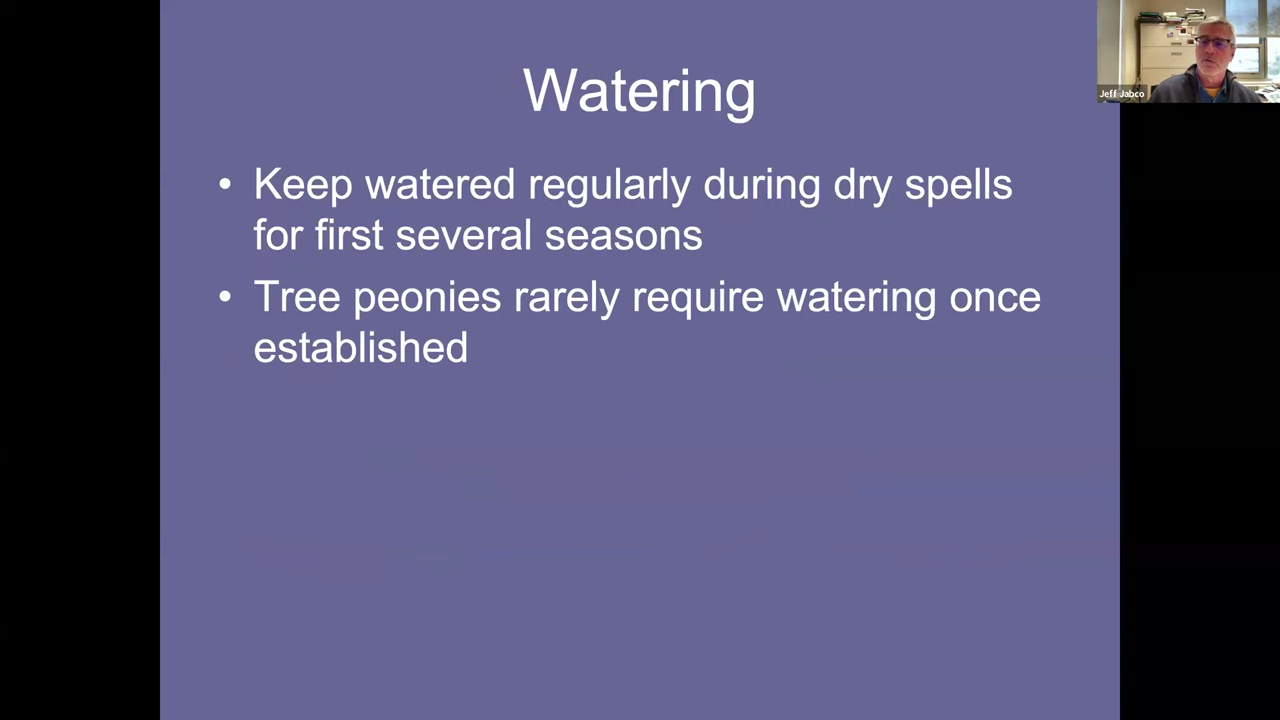 Watering
Jeff Jabco
• Keep watered regularly during dry spells
for first several seasons
• Tree peonies rarely require watering once
established